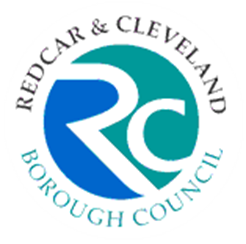 REDCAR & CLEVELAND
RC
BOROUGH COUNCIL